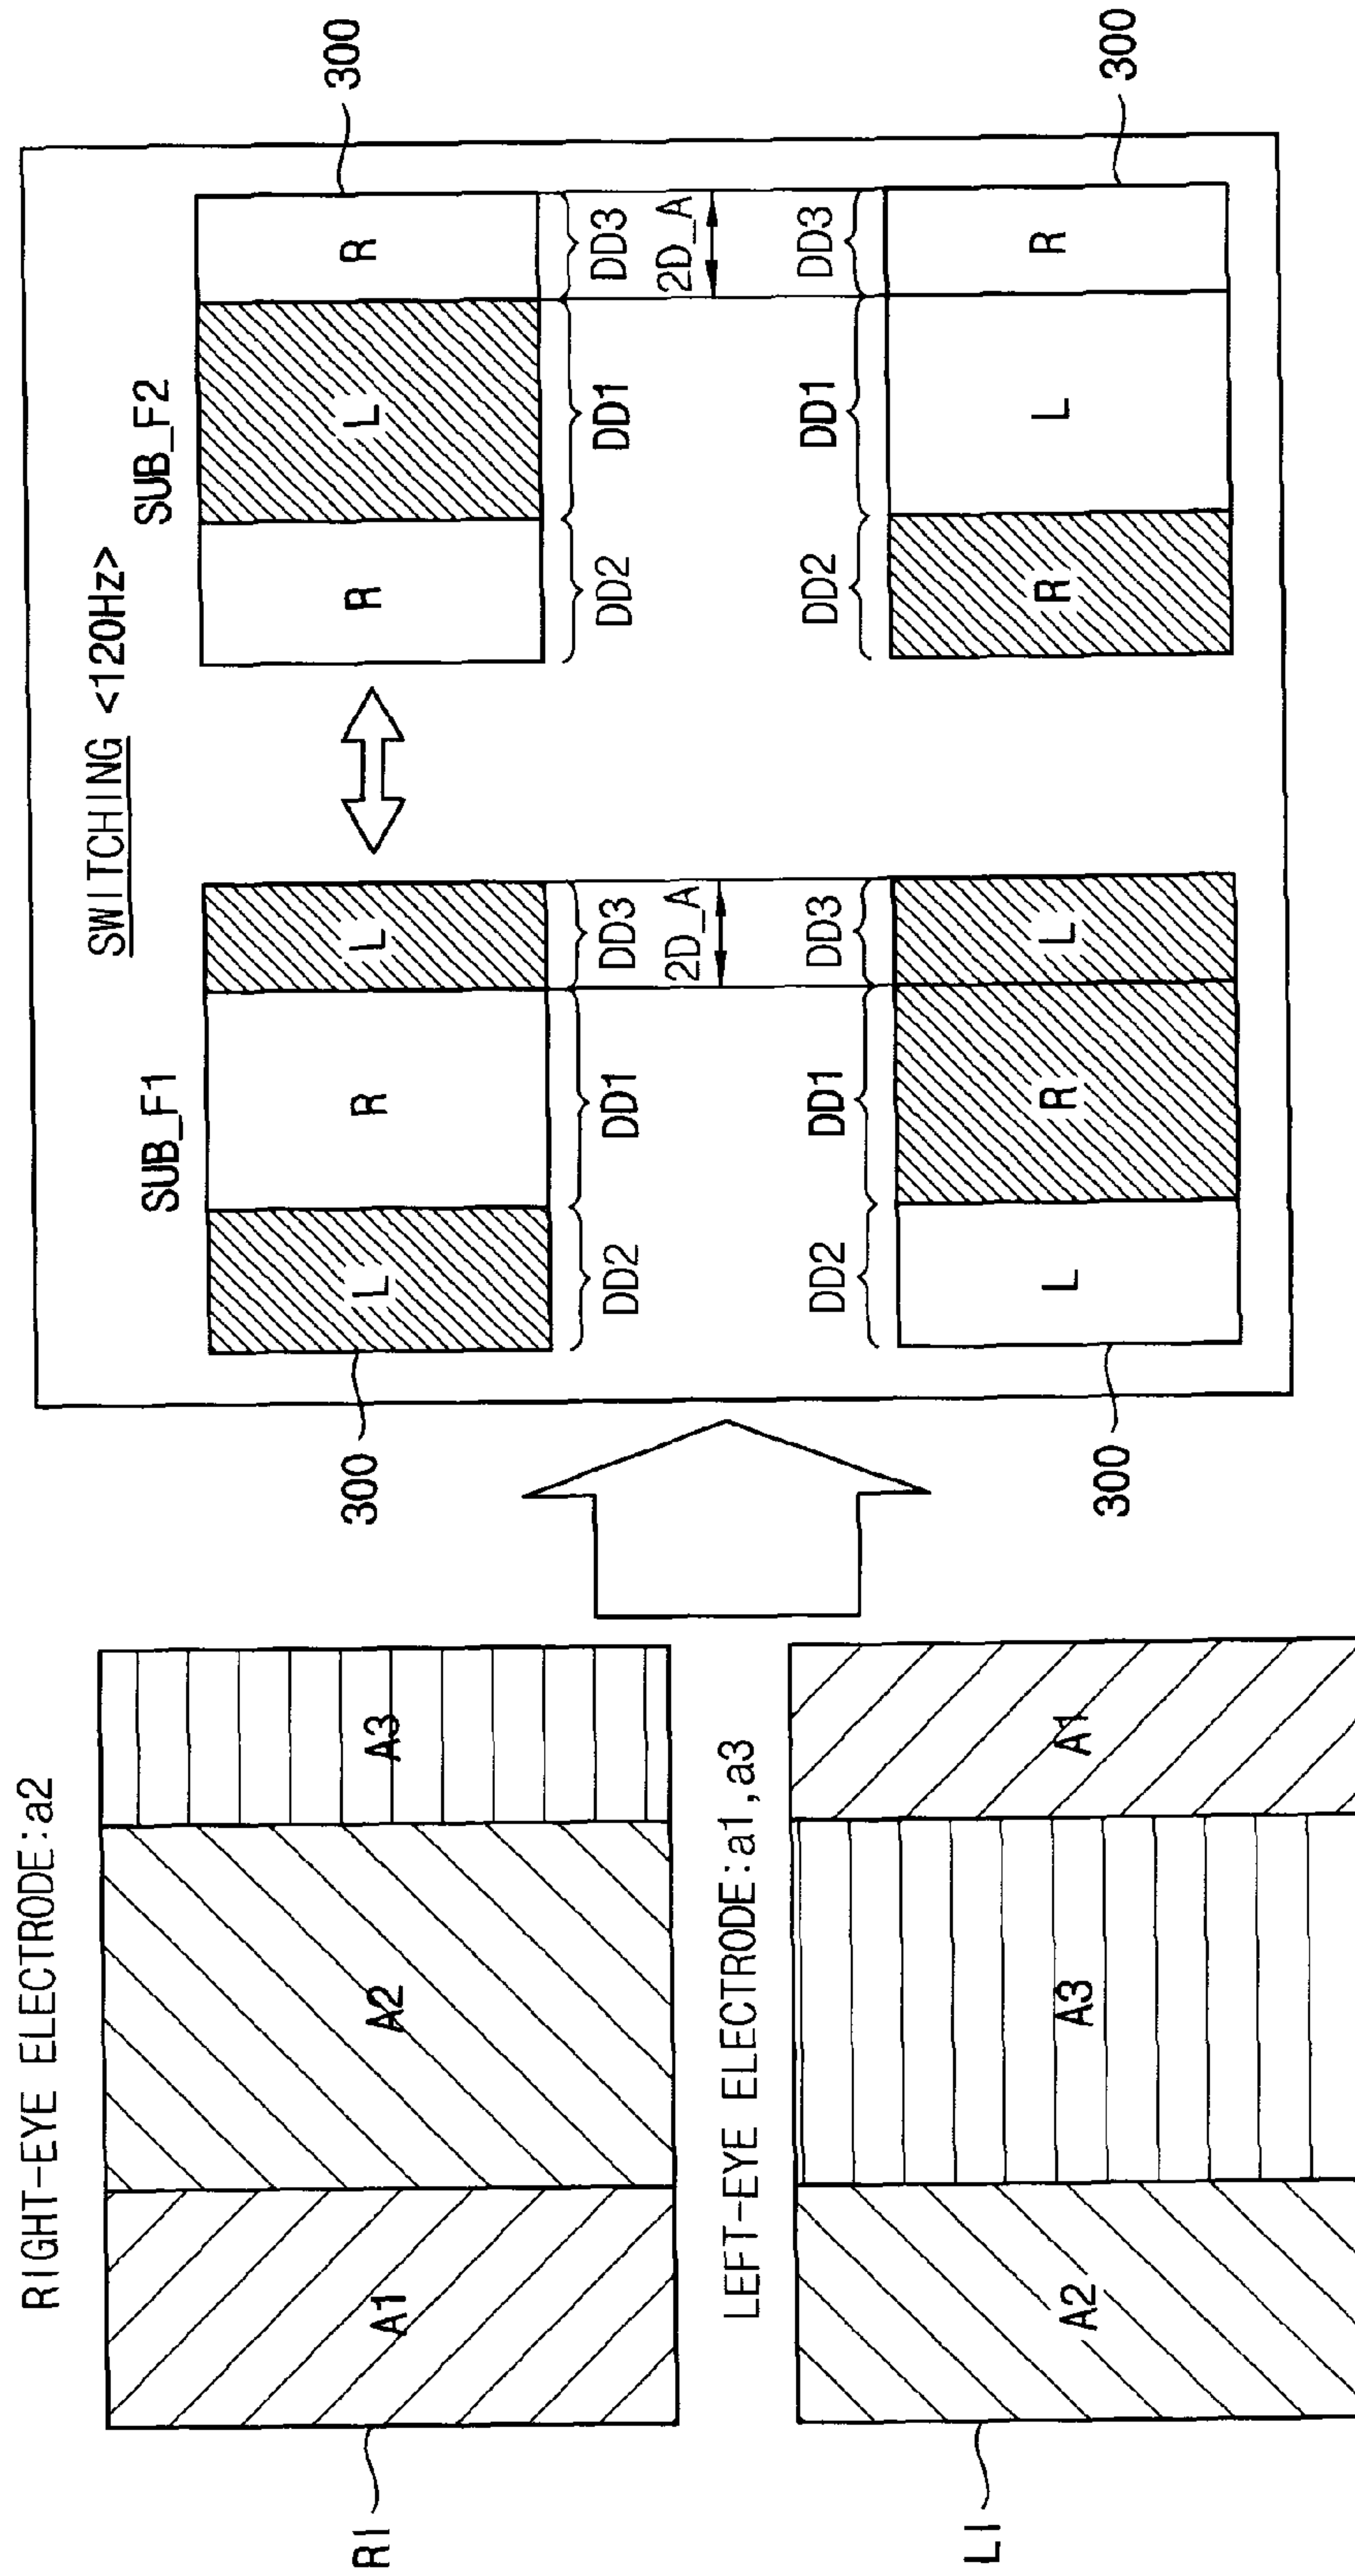 RIGHT-EYE ELECTRODE:a2
RI
A1
A2
A3
LEFT-EYE ELECTRODE:a1,a3
LI
A2
A3
A1
SWITCHING <120Hz>
SUB_F1
SUB_F2
L
R
L
R
L
R
300
300
DD2
DD1
DD3
DD2
DD1
DD3
2D_A
2D_A
DD2
DD1
DD3
DD2
DD1
DD3
L
R
L
R
L
R
300
300